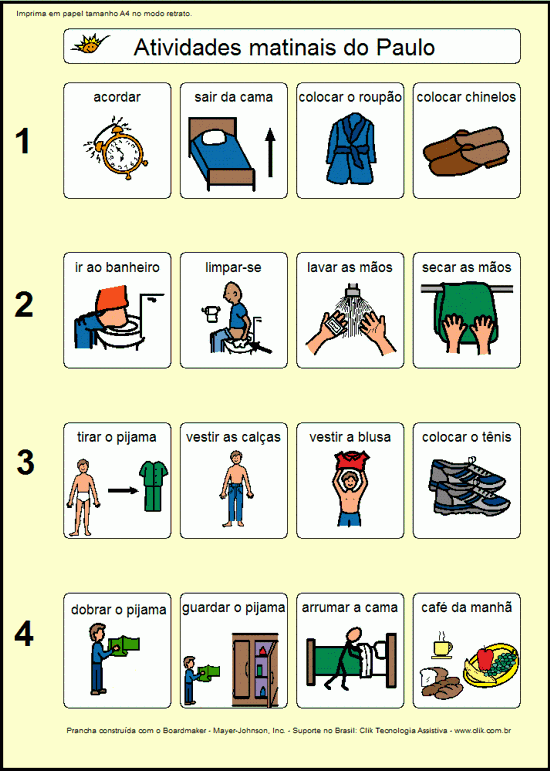 Imprima em papel tamanho A4 no modo retrato.
Atividades matinais do Paulo
1
acordar
sair da cama
colocar o roupão
colocar chinelos
2
ir ao banheiro
limpar-se
lavar as mãos
secar as mãos
3
tirar o pijama
vestir as calças
vestir a blusa
colocar o tênis
4
dobrar o pijama
guardar o pijama
arrumar a cama
café da manhã
Prancha construída com o Boardmaker - Mayer-Johnson, Inc. - Suporte no Brasil: Clik Tecnologia Assistiva - www.clik.com.br